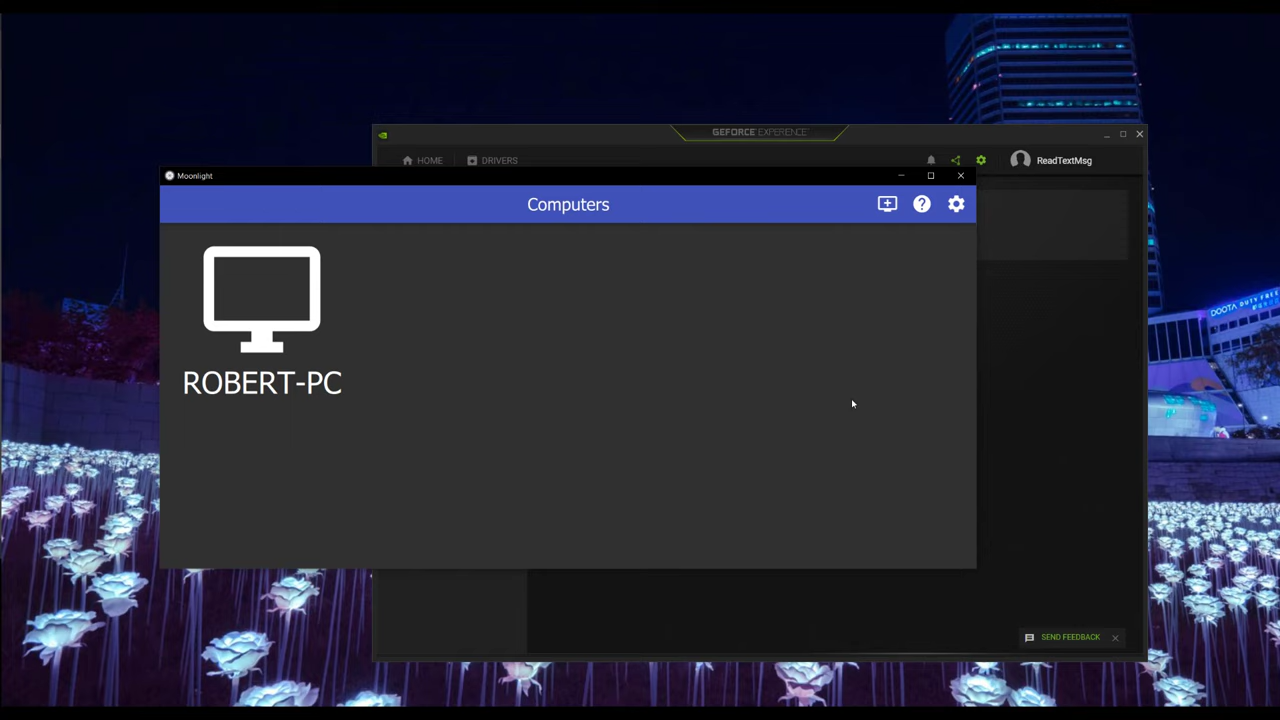 GEFORCE EXPERIENCE
HOME
DRIVERS
ReadTextMsg
Moonlight
Computers
ROBERT-PC
DOOTA DUTY FREE
SEND FEEDBACK